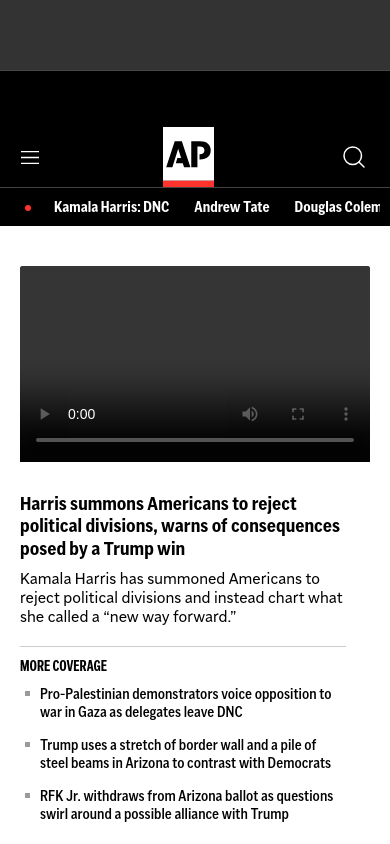 AP
Kamala Harris: DNC Andrew Tate Douglas Colem
0:00
Harris summons Americans to reject
political divisions, warns of consequences
posed by a Trump win
Kamala Harris has summoned Americans to
reject political divisions and instead chart what
she called a “new way forward.”
MORE COVERAGE
Pro-Palestinian demonstrators voice opposition to
war in Gaza as delegates leave DNC
Trump uses a stretch of border wall and a pile of
steel beams in Arizona to contrast with Democrats
RFK Jr. withdraws from Arizona ballot as questions
swirl around a possible alliance with Trump